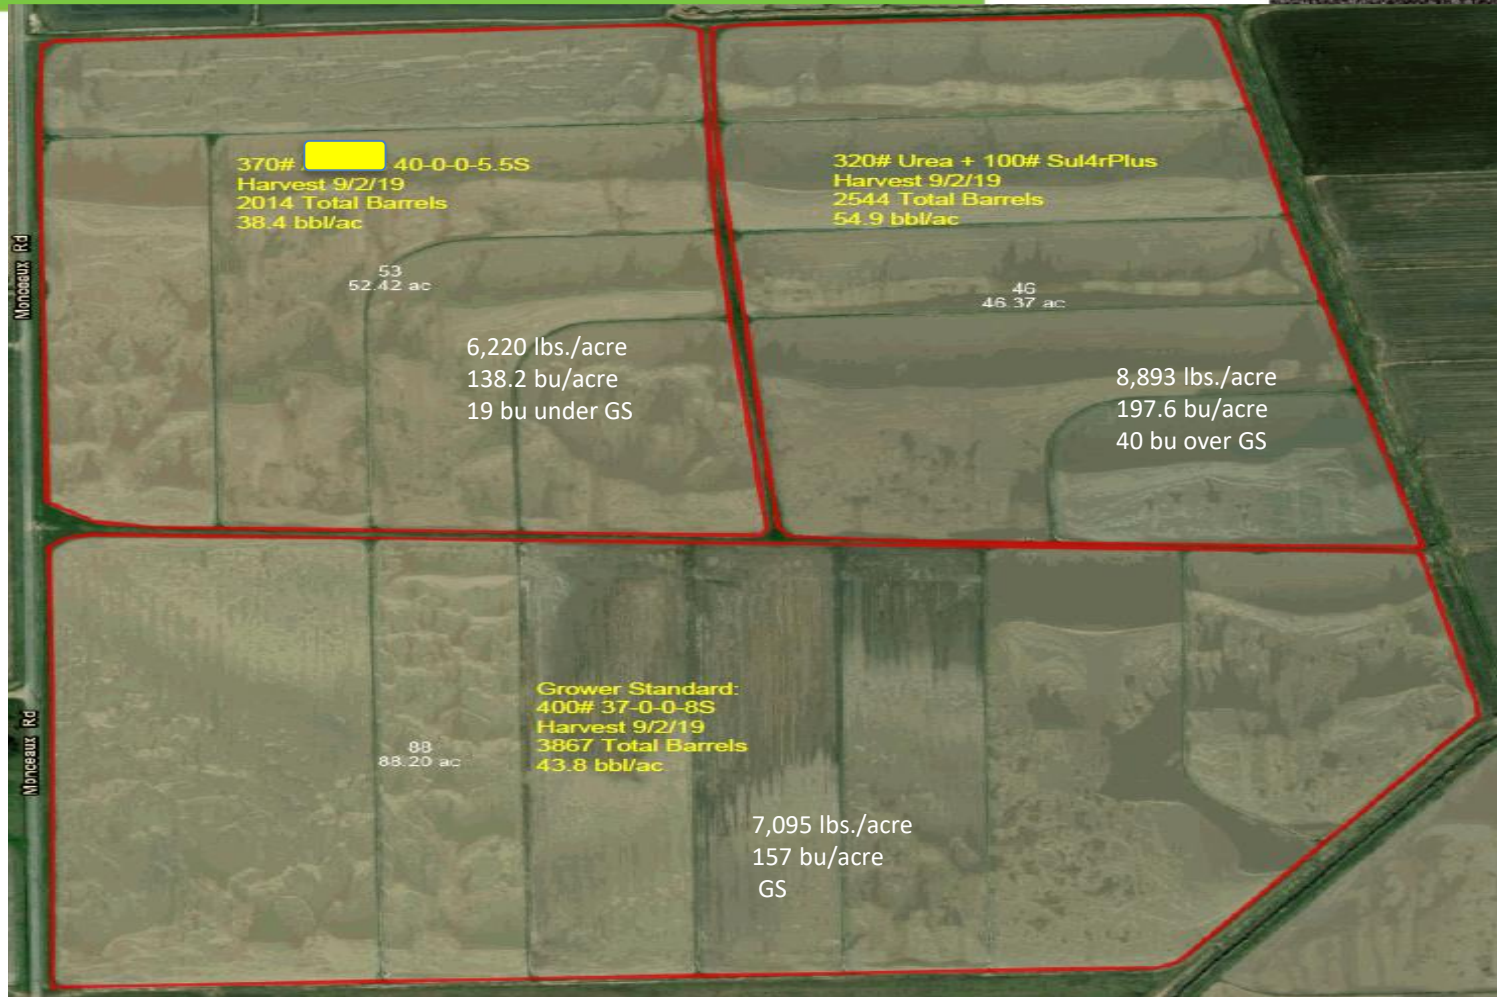 370# 40-0-0-5.5S
Harvest 9/2/19
2014 Total Barrels
38.4 bbl/ac
320# Urea + 100# Sul4rPlus
Harvest 9/2/19
2544 Total Barrels
54.9 bbl/ac
Monceaux Rd
53
52.42 ac
46
46.37 ac
6,220 lbs./acre
138.2 bu/acre
19 bu under GS
8,893 lbs./acre
197.6 bu/acre
40 bu over GS
Grower Standard:
400# 37-0-0-8S
Harvest 9/2/19
3867 Total Barrels
43.8 bbl/ac
88
88.20 ac
Monceaux Rd
7,095 lbs./acre
157 bu/acre
GS